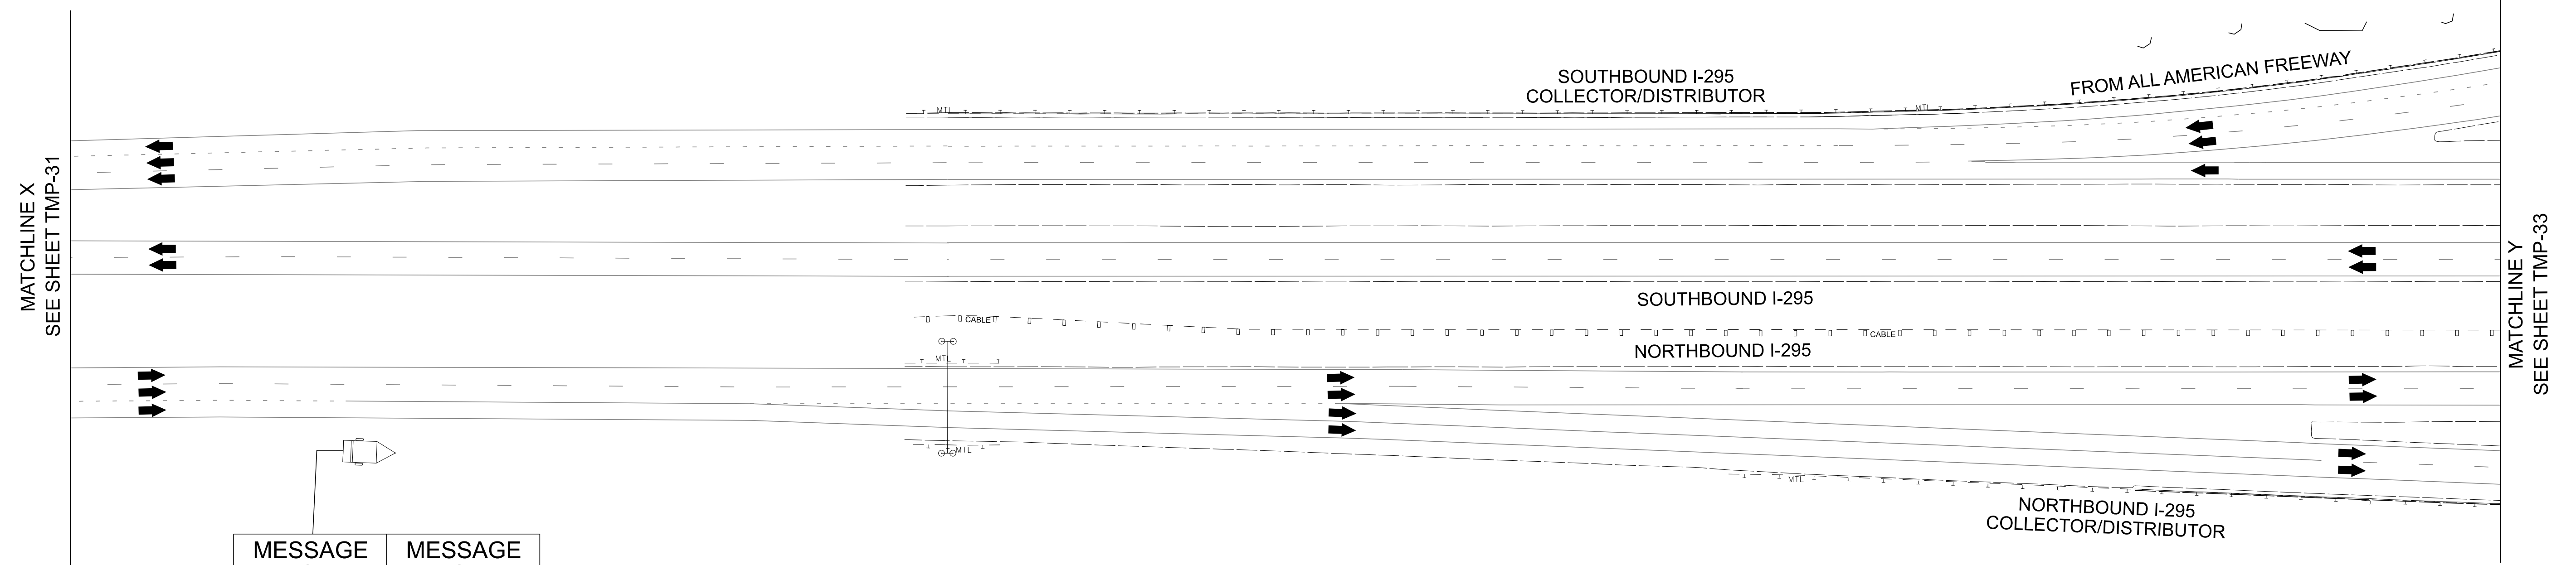 MATCHLINE X
SEE SHEET TMP-31
SOUTHBOUND I-295
COLLECTOR/DISTRIBUTOR
FROM ALL AMERICAN FREEWAY
MTL
MTL
SOUTHBOUND I-295
CABLE
CABLE
NORTHBOUND I-295
MTL
MTL
MTL
NORTHBOUND I-295
COLLECTOR/DISTRIBUTOR
MESSAGE
MESSAGE
MATCHLINE Y
SEE SHEET TMP-33